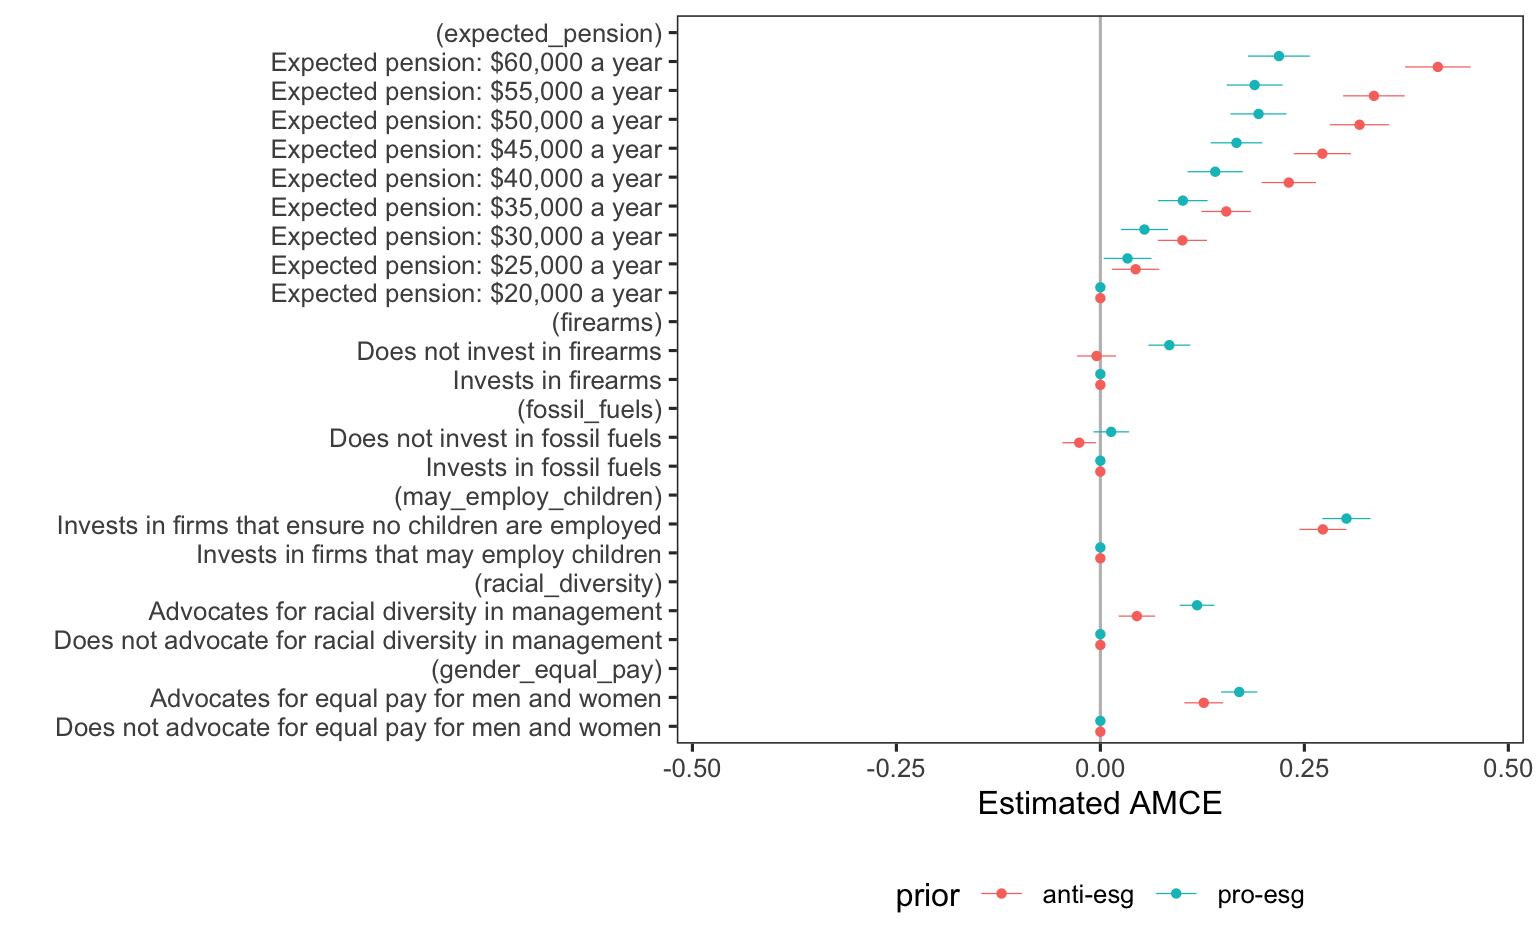 (expected_pension)
Expected pension: $60,000 a year
Expected pension: $55,000 a year
Expected pension: $50,000 a year
Expected pension: $45,000 a year
Expected pension: $40,000 a year
Expected pension: $35,000 a year
Expected pension: $30,000 a year
Expected pension: $25,000 a year
Expected pension: $20,000 a year
(firearms)
Does not invest in firearms
Invests in firearms
(fossil_fuels)
Does not invest in fossil fuels
Invests in fossil fuels
(may_employ_children)
Invests in firms that ensure no children are employed
Invests in firms that may employ children
(racial_diversity)
Advocates for racial diversity in management
Does not advocate for racial diversity in management
(gender_equal_pay)
Advocates for equal pay for men and women
Does not advocate for equal pay for men and women
-0.50 -0.25 0.00 0.25 0.50
Estimated AMCE
prior anti-esg pro-esg